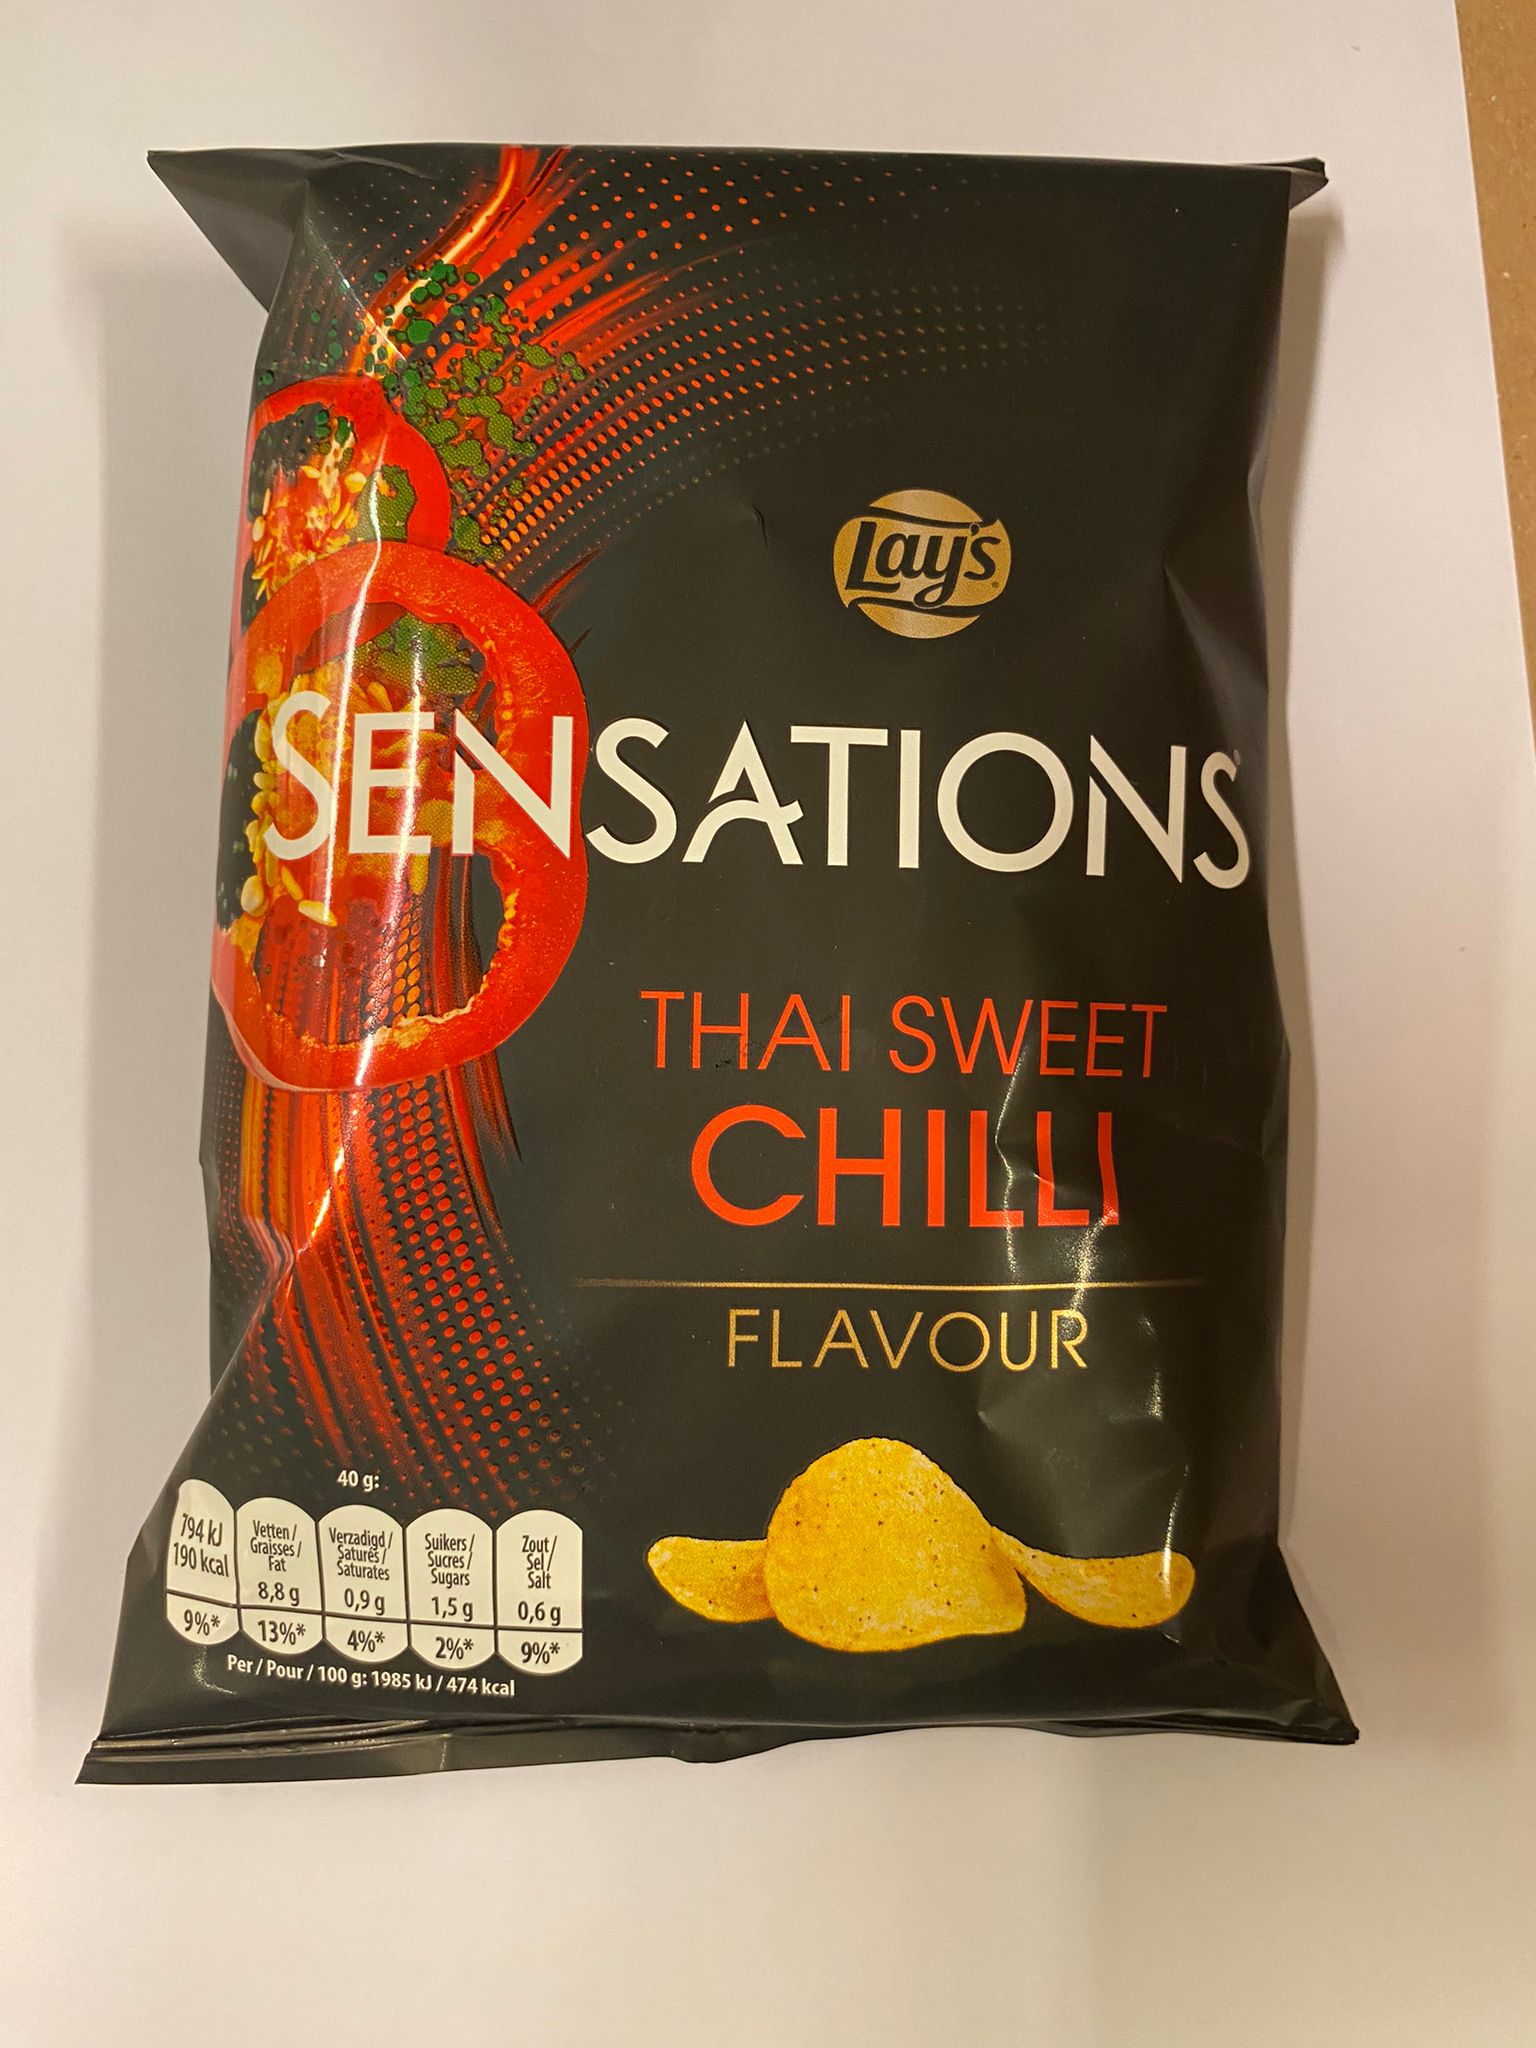 Lay's
SENSATIONS
THAI SWEET
CHILLI
FLAVOUR
40 g:
794 kJ
190 kcal
9%*
Vetten /
Graisses /
Fat
8,8 g
13%*
Verzadigd /
Saturés /
Saturates
0,9 g
4%*
Suikers /
Sucres /
Sugars
1,5 g
2%*
Zout /
Sel /
Salt
0,6 g
9%*
Per / Pour / 100 g: 1985 kJ / 474 kcal